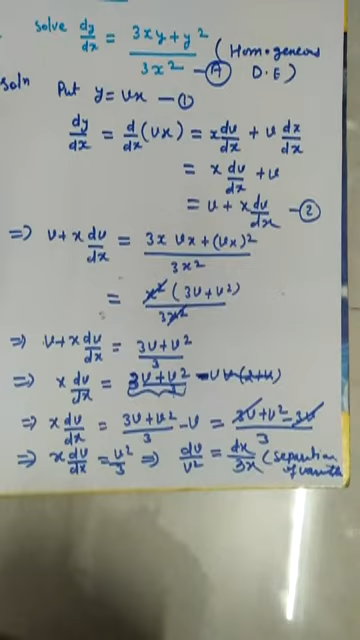 solve dy/dx = (3xy + y²)/(3x²) — (A) (Homogeneous D.E)
Soln Put y = vx — (1)
dy/dx = d/dx (vx) = x dv/dx + v dx/dx
= x dv/dx + v
= v + x dv/dx — (2)
=> v + x dv/dx = (3x vx + (vx)²)/(3x²)
= x² (3v + v²)/(3x²)
=> v + x dv/dx = (3v + v²)/3
=> x dv/dx = (3v + v²)/3 - v
=> x dv/dx = (3v + v²)/3 - v = (3v + v² - 3v)/3
=> x dv/dx = v²/3 => dv/v² = dx/3x (separation of